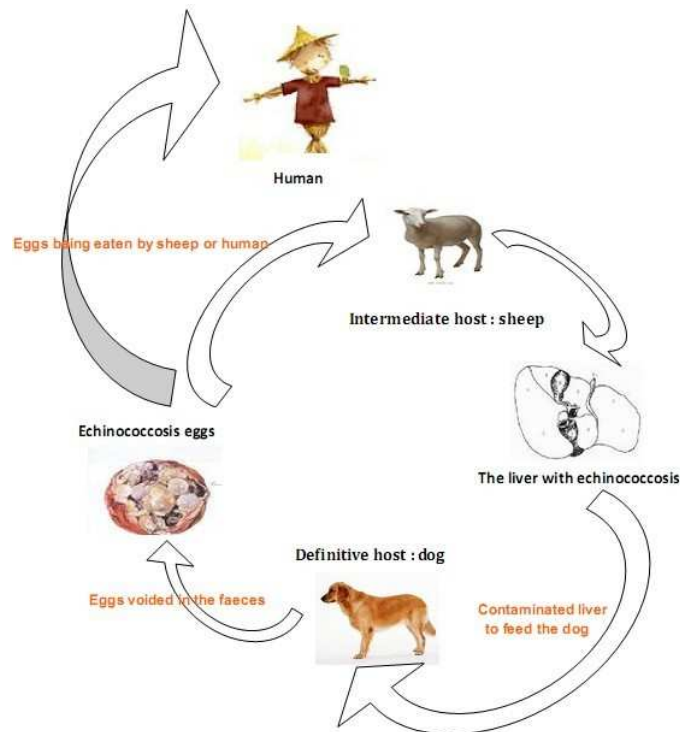 Human
Eggs being eaten by sheep or human
Intermediate host : sheep
Echinococcosis eggs
The liver with echinococcosis
Definitive host : dog
Eggs voided in the faeces
Contaminated liver
to feed the dog